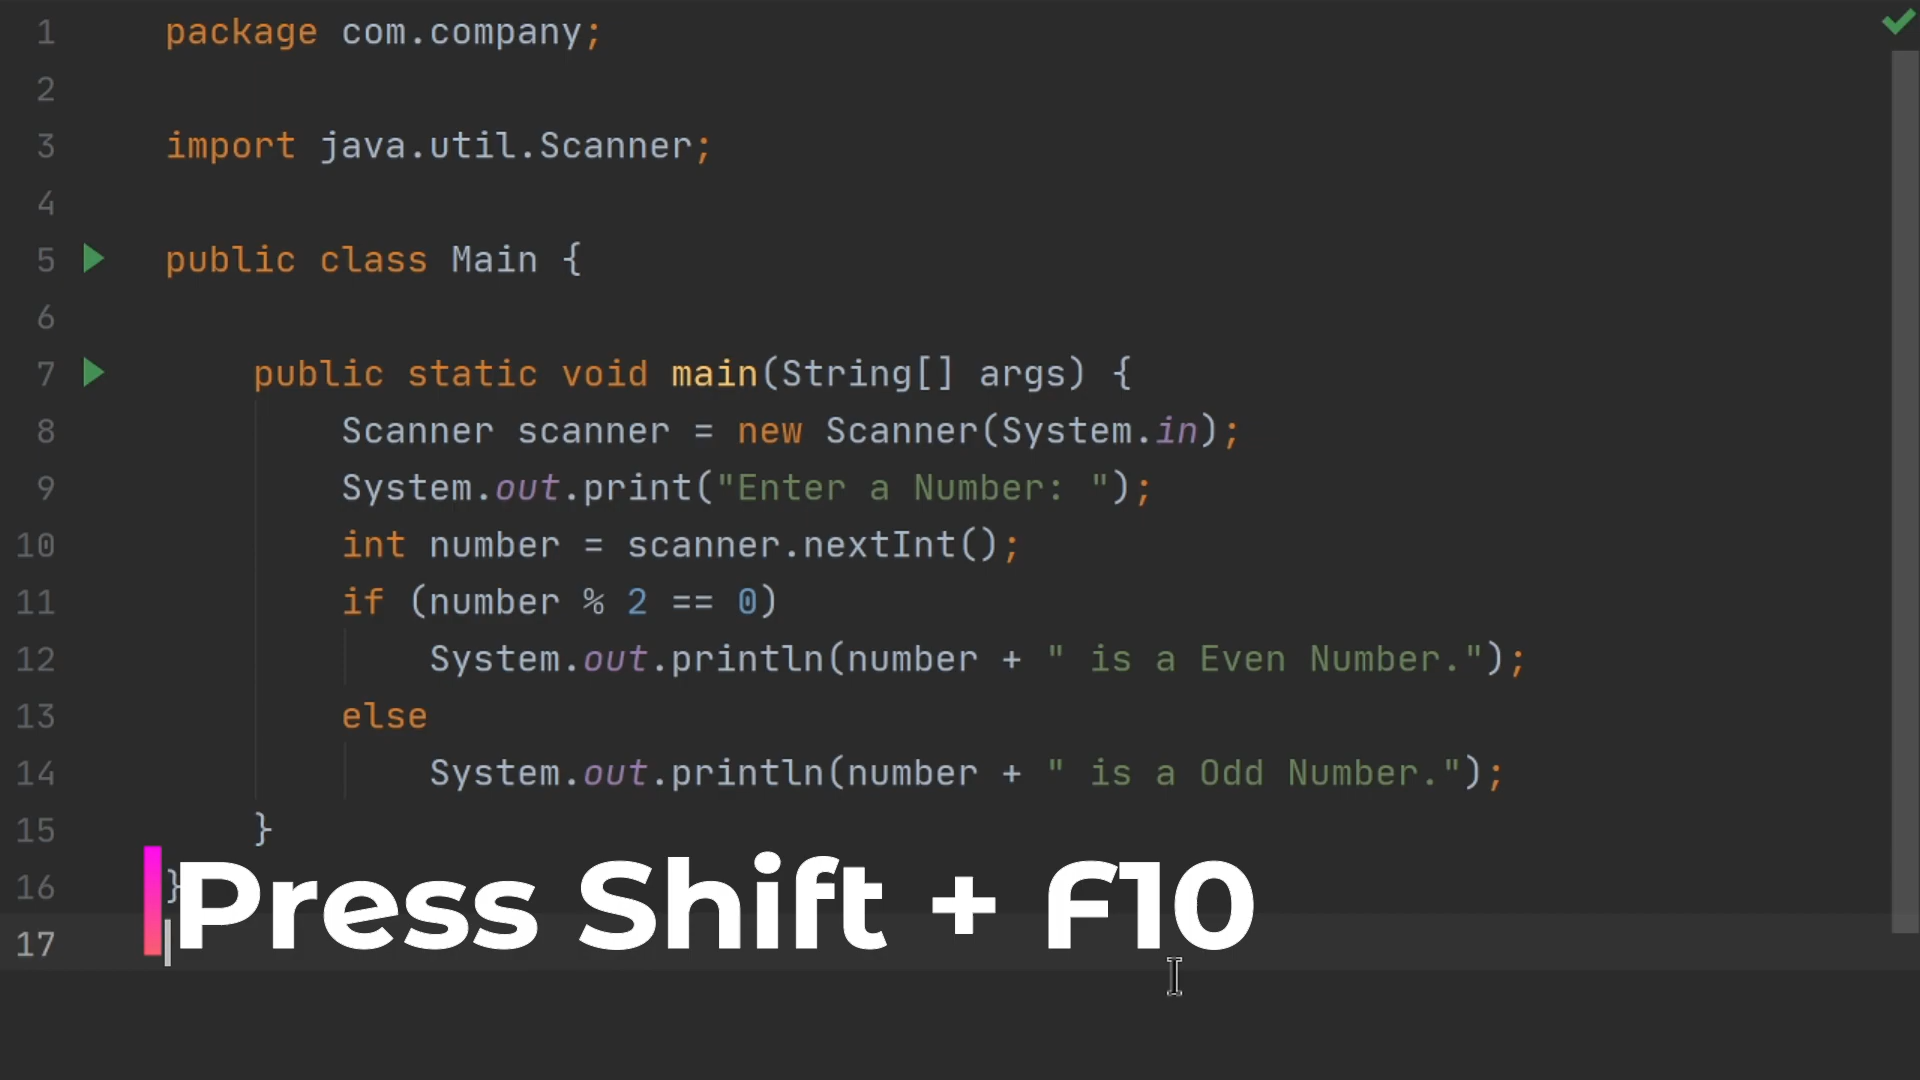 1 package com.company;
2
3 import java.util.Scanner;
4
5 public class Main {
6
7 public static void main(String[] args) {
8 Scanner scanner = new Scanner(System.in);
9 System.out.print("Enter a Number: ");
10 int number = scanner.nextInt();
11 if (number % 2 == 0)
12 System.out.println(number + " is a Even Number.");
13 else
14 System.out.println(number + " is a Odd Number.");
15 }
16 }
Press Shift + F10
17